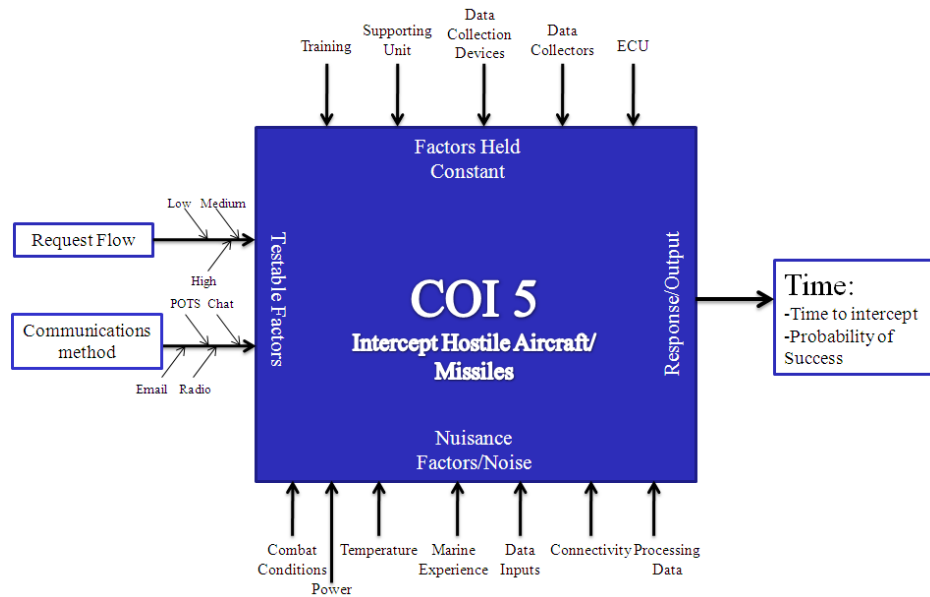 Training
Supporting
Unit
Data
Collection
Devices
Data
Collectors
ECU
Factors Held
Constant
Low
Medium
Request Flow
High
POTS
Chat
Communications
method
Email
Radio
Testable Factors
COI 5
Intercept Hostile Aircraft/
Missiles
Response/Output
Time:
-Time to intercept
-Probability of
Success
Nuisance
Factors/Noise
Combat
Conditions
Power
Temperature
Marine
Experience
Data
Inputs
Connectivity
Processing
Data